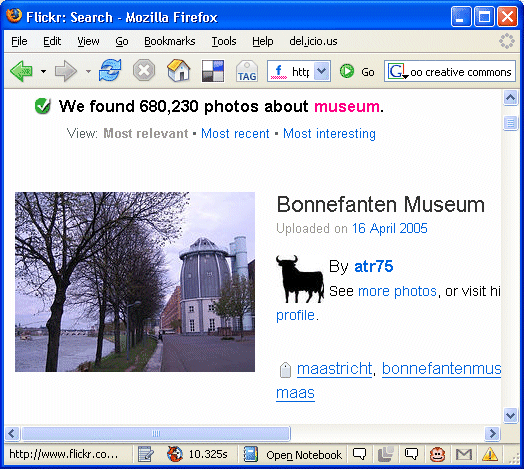 Flickr: Search - Mozilla Firefox
File Edit View Go Bookmarks Tools Help del.icio.us
TAG Go oo creative commons
We found 680,230 photos about museum.
View: Most relevant • Most recent • Most interesting
Bonnefanten Museum
Uploaded on 16 April 2005
By atr75
See more photos, or visit hi
profile.
maastricht, bonnefantenmus
maas
http://www.flickr.co... 10.325s Open Notebook